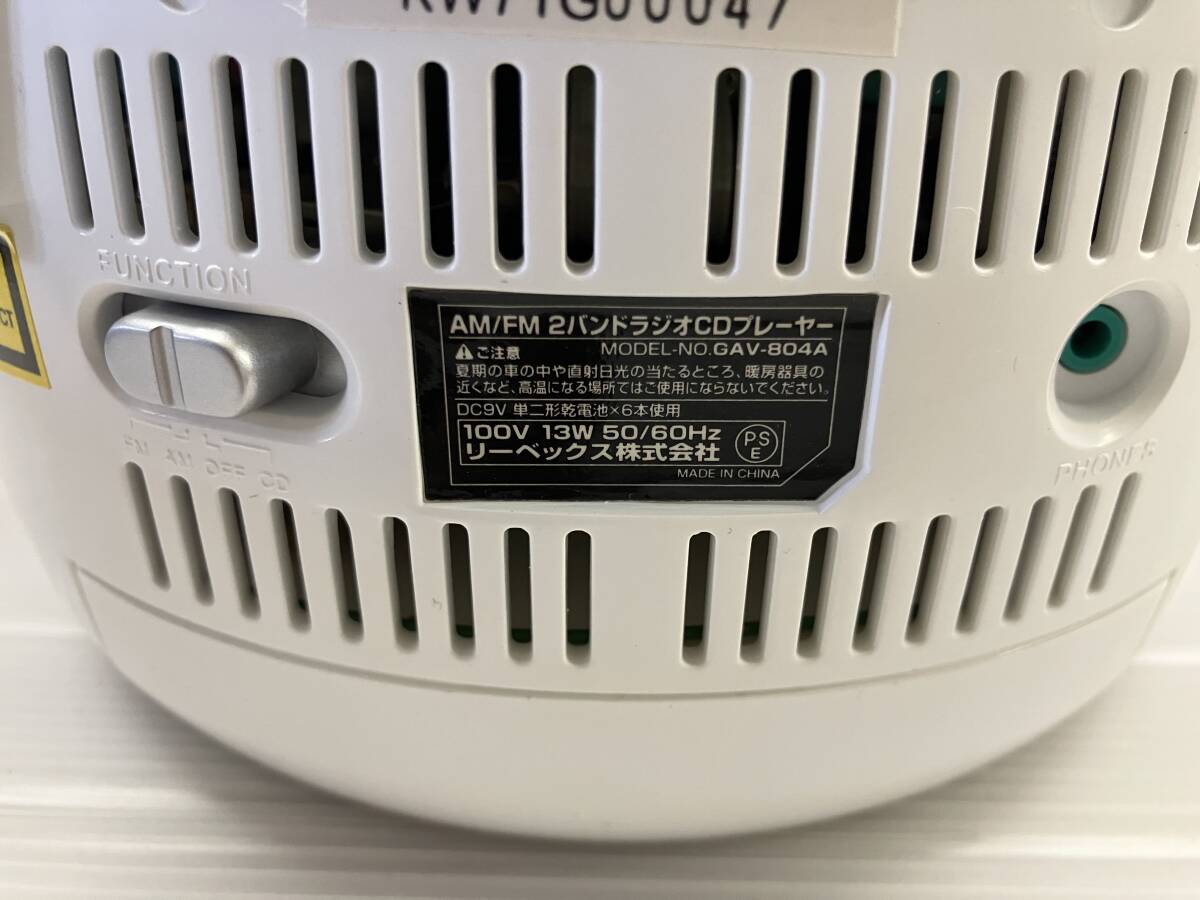 KW71G00047
FUNCTION
CT
FM AM OFF CD
AM/FM 2バンドラジオCDプレーヤー
ご注意 MODEL-NO.GAV-804A
夏期の車の中や直射日光の当たるところ、暖房器具の
近くなど、高温になる場所ではご使用にならないでください。
DC9V 単二形乾電池×6本使用
100V 13W 50/60Hz
PSE
リーベックス株式会社
MADE IN CHINA
PHONES